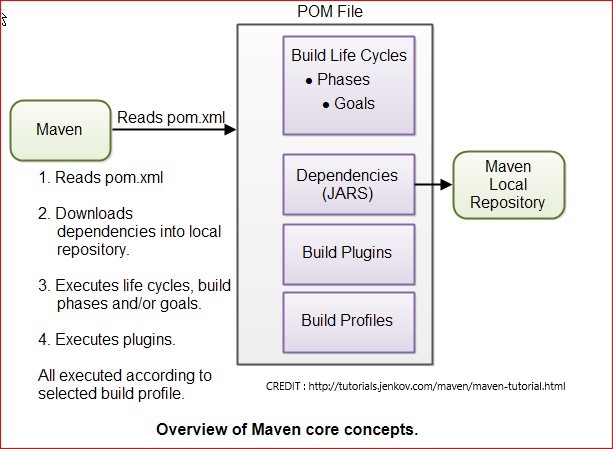 POM File
Build Life Cycles
• Phases
• Goals
Reads pom.xml
Maven
1. Reads pom.xml
2. Downloads
dependencies into local
repository.
3. Executes life cycles, build
phases and/or goals.
4. Executes plugins.
All executed according to
selected build profile.
Dependencies
(JARS)
Maven
Local
Repository
Build Plugins
Build Profiles
CREDIT : http://tutorials.jenkov.com/maven/maven-tutorial.html
Overview of Maven core concepts.